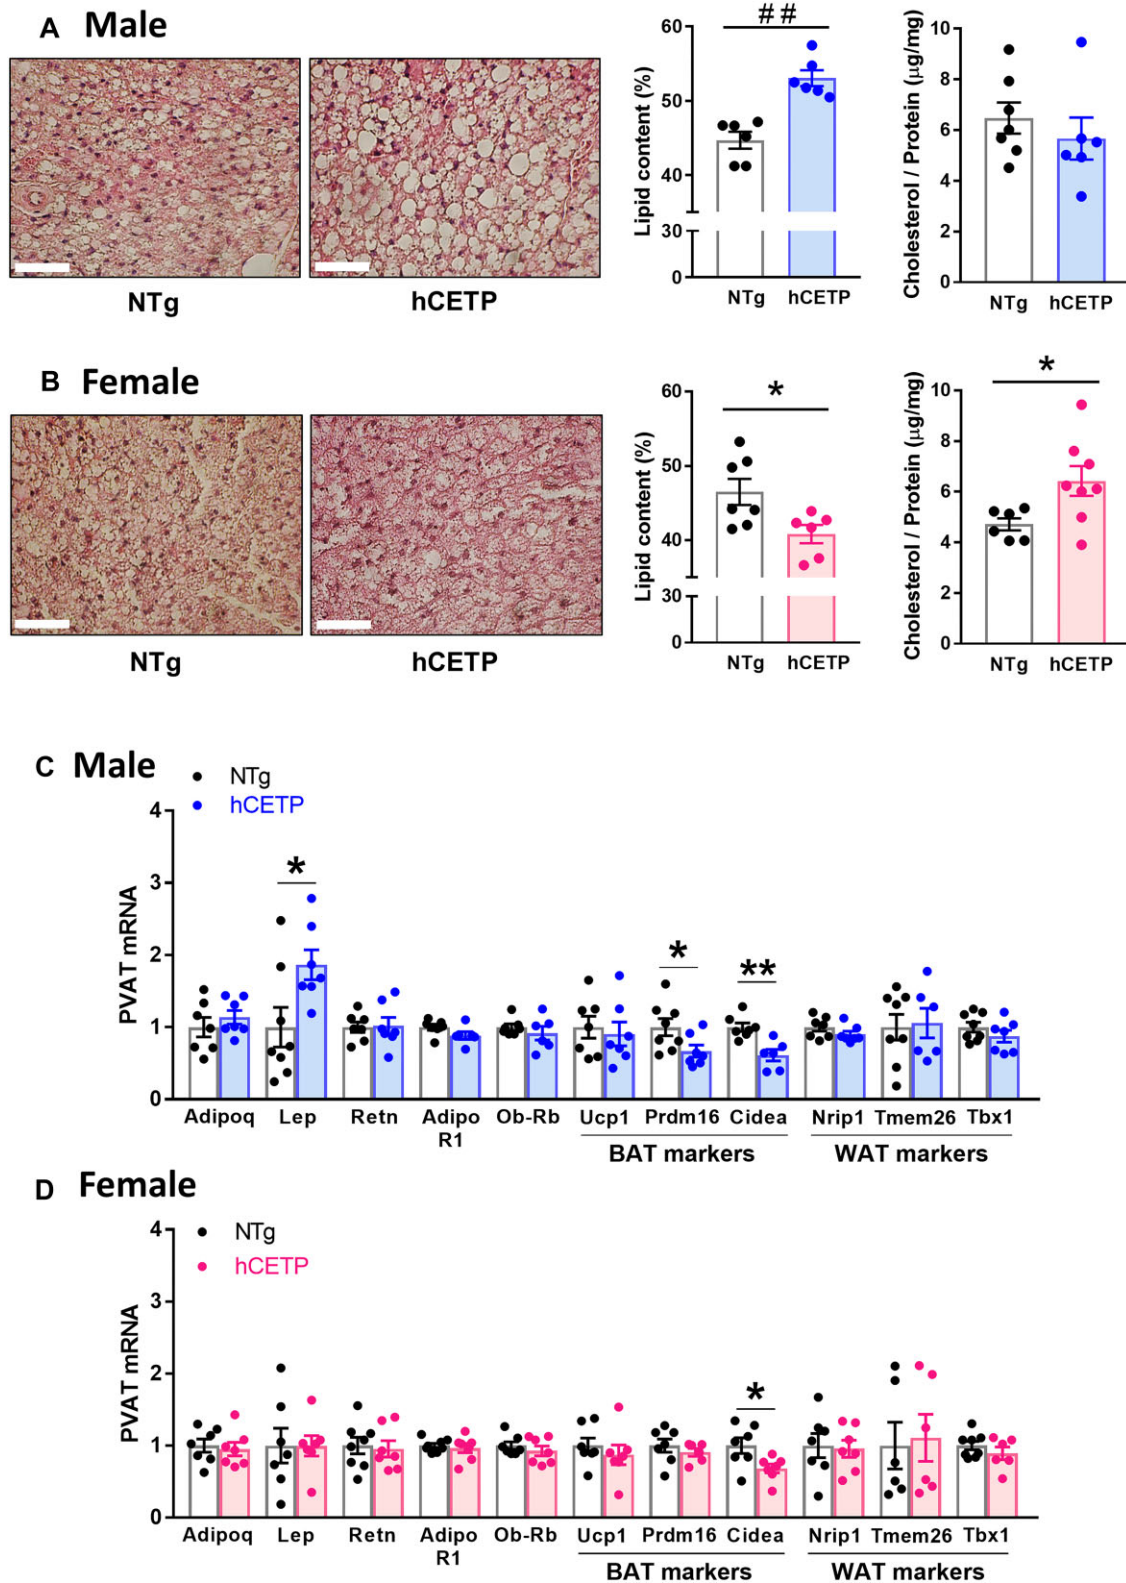 A Male
##
Lipid content (%)
60
50
40
30
0
NTg hCETP
Cholesterol / Protein (µg/mg)
10
8
6
4
2
0
NTg hCETP
NTg hCETP
B Female
*
Lipid content (%)
60
50
40
30
0
NTg hCETP
*
Cholesterol / Protein (µg/mg)
10
8
6
4
2
0
NTg hCETP
NTg hCETP
C Male
NTg
hCETP
PVAT mRNA
4
3
2
1
0
* * **
Adipoq Lep Retn Adipo R1 Ob-Rb Ucp1 Prdm16 Cidea Nrip1 Tmem26 Tbx1
BAT markers WAT markers
D Female
NTg
hCETP
PVAT mRNA
4
3
2
1
0
*
Adipoq Lep Retn Adipo R1 Ob-Rb Ucp1 Prdm16 Cidea Nrip1 Tmem26 Tbx1
BAT markers WAT markers